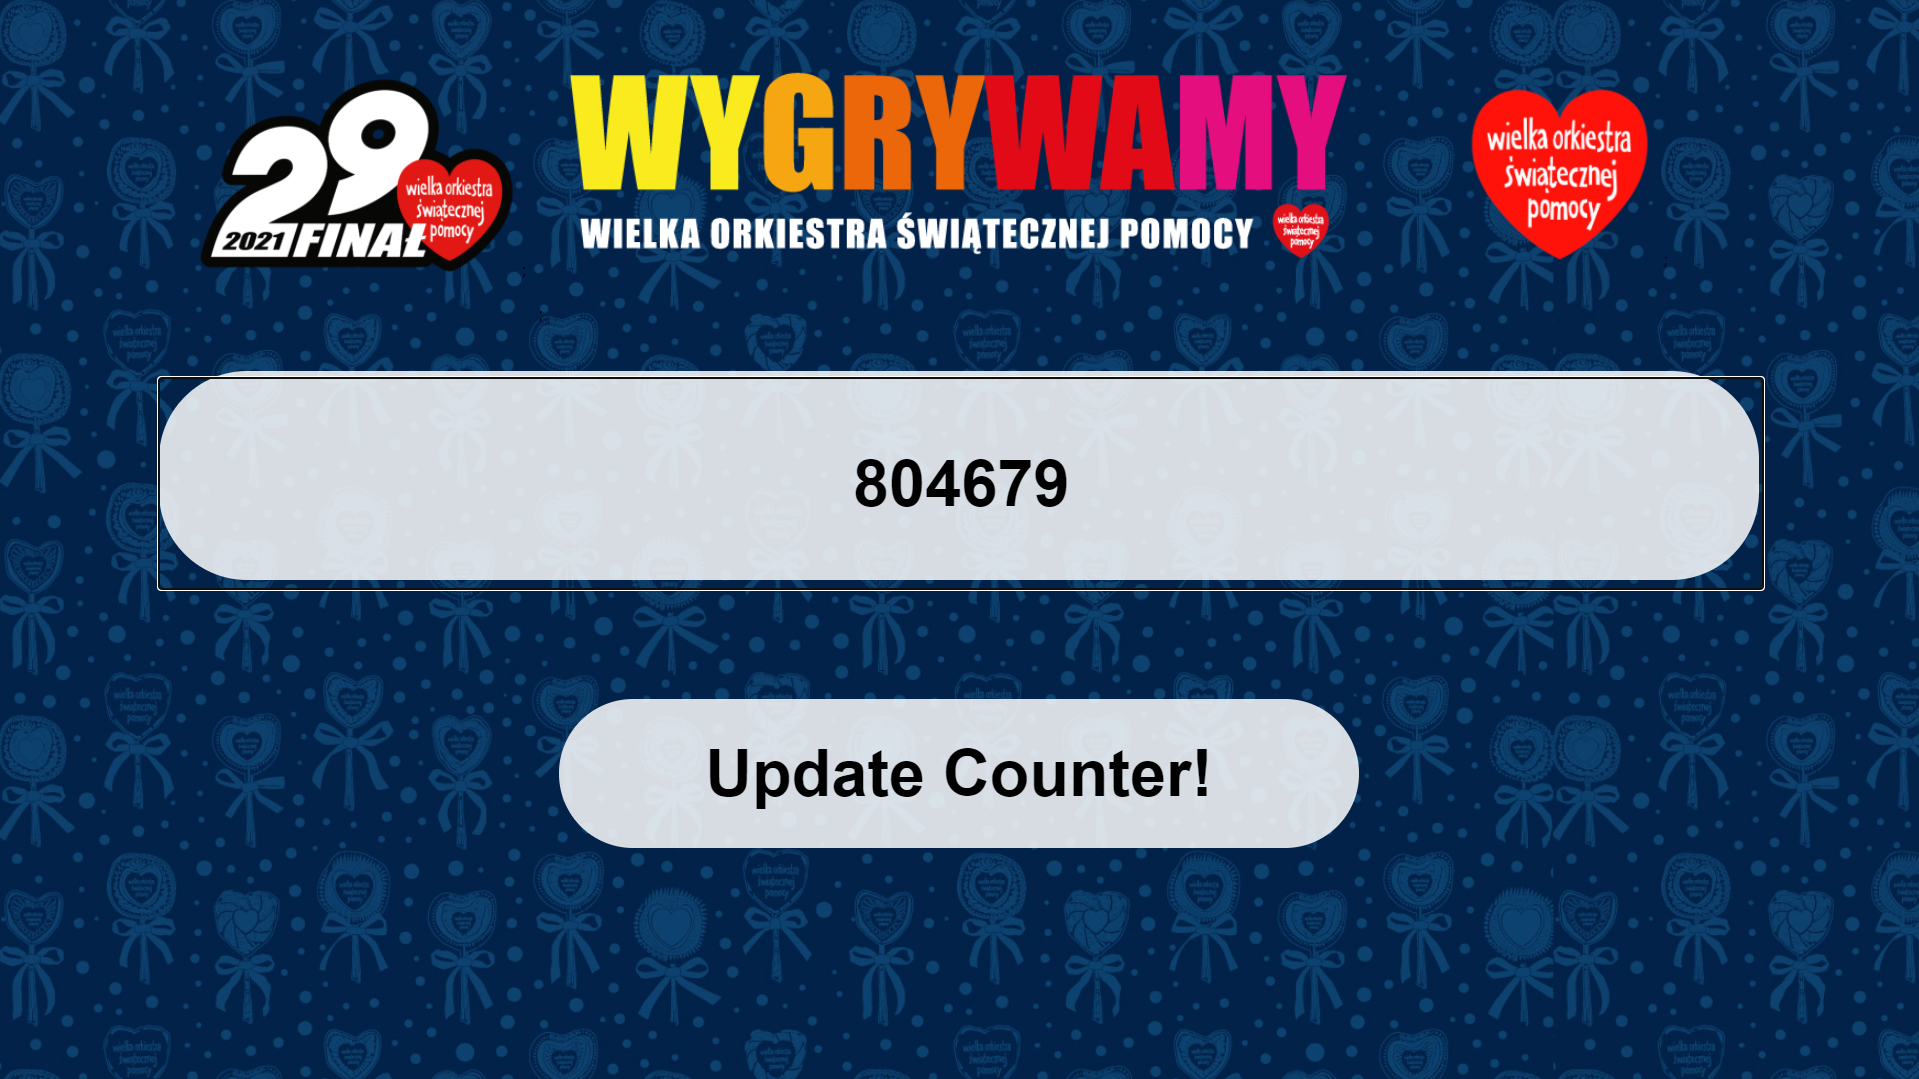 WYGRYWAMY
WIELKA ORKIESTRA ŚWIĄTECZNEJ POMOCY
wielka orkiestra
świątecznej
pomocy
29
2021 FINAŁ
wielka orkiestra
świątecznej
pomocy
wielka orkiestra
świątecznej
pomocy
804679
Update Counter!